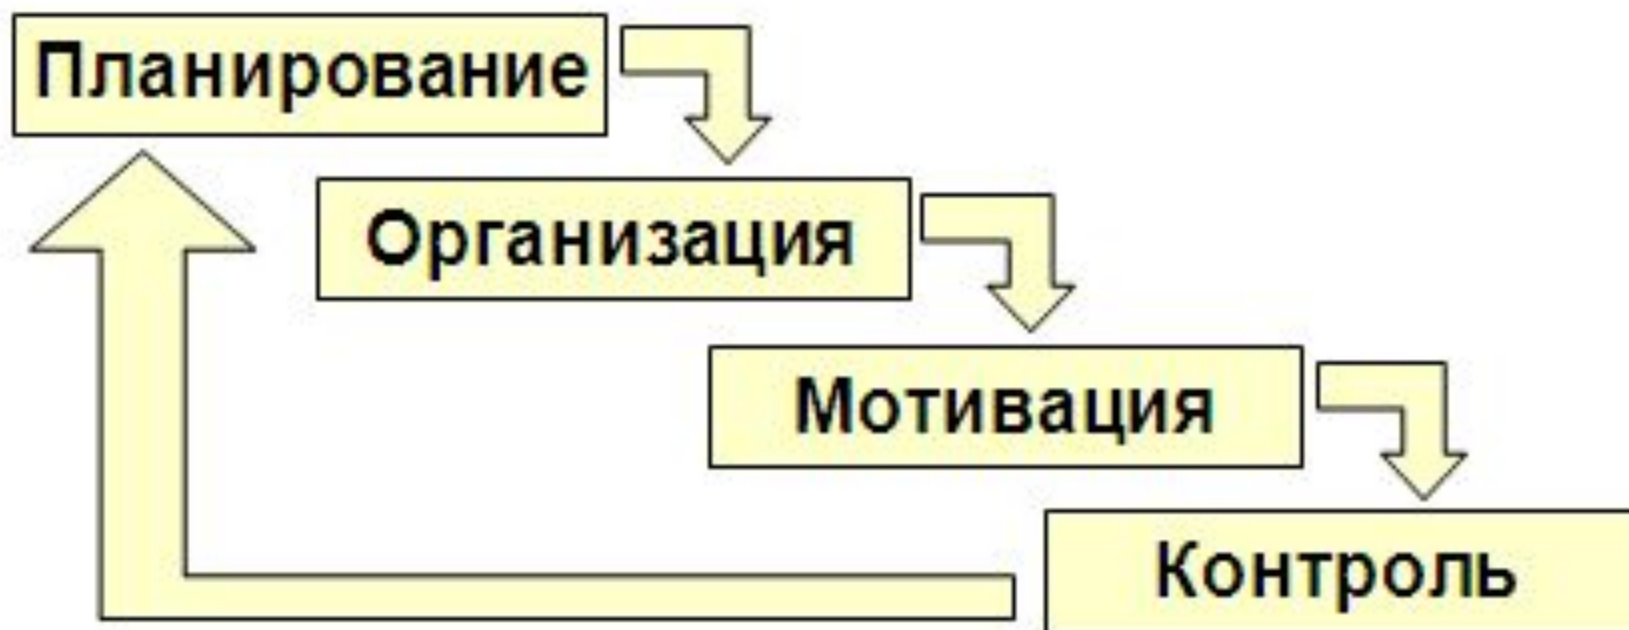 Планирование
Организация
Мотивация
Контроль